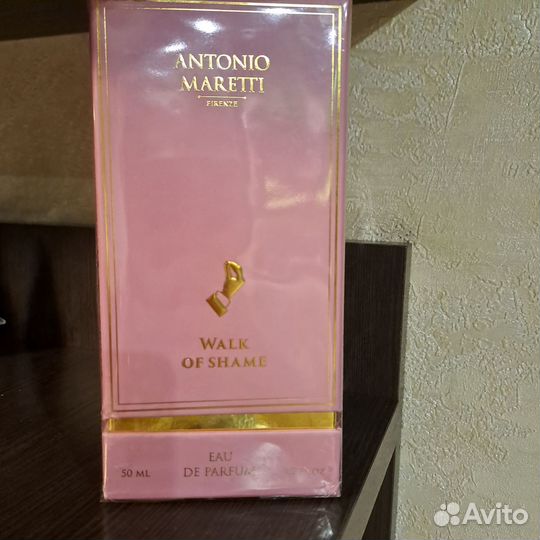 ANTONIO
MARETTI
FIRENZE
WALK
OF SHAME
EAU
50 ML DE PARFUM
Avito